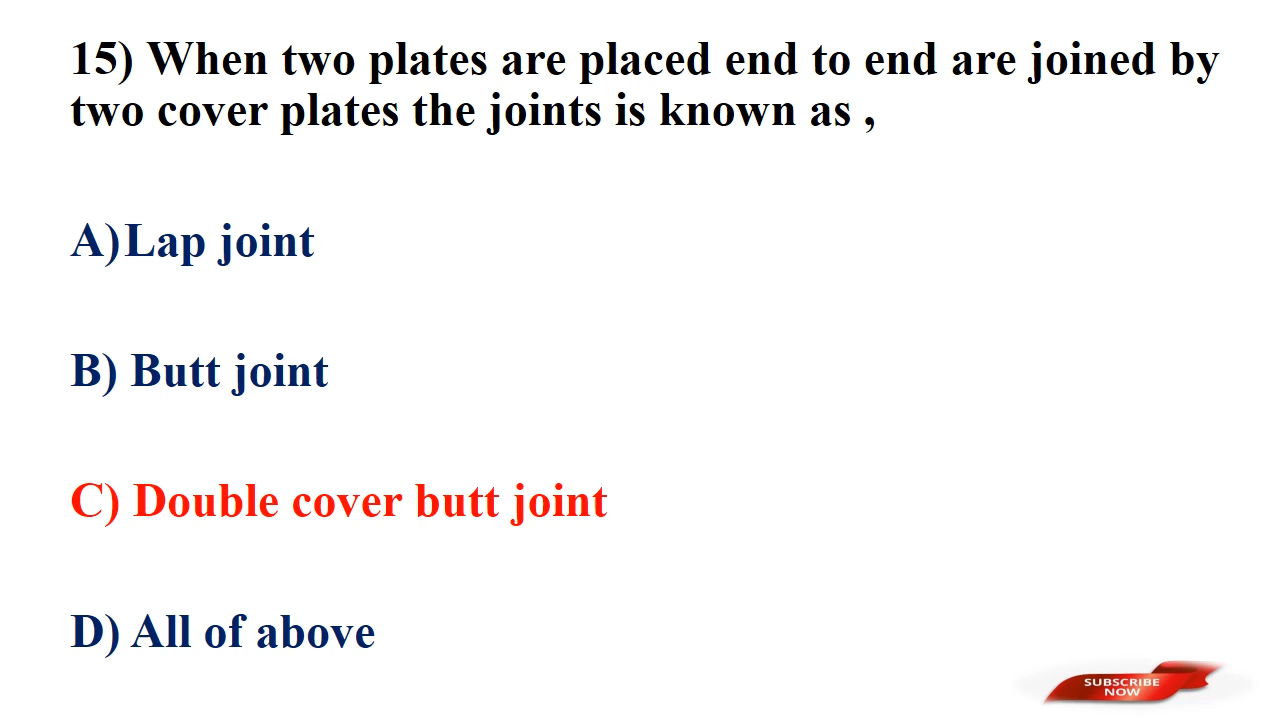 15) When two plates are placed end to end are joined by
two cover plates the joints is known as ,
A)Lap joint
B) Butt joint
C) Double cover butt joint
D) All of above
SUBSCRIBE
NOW